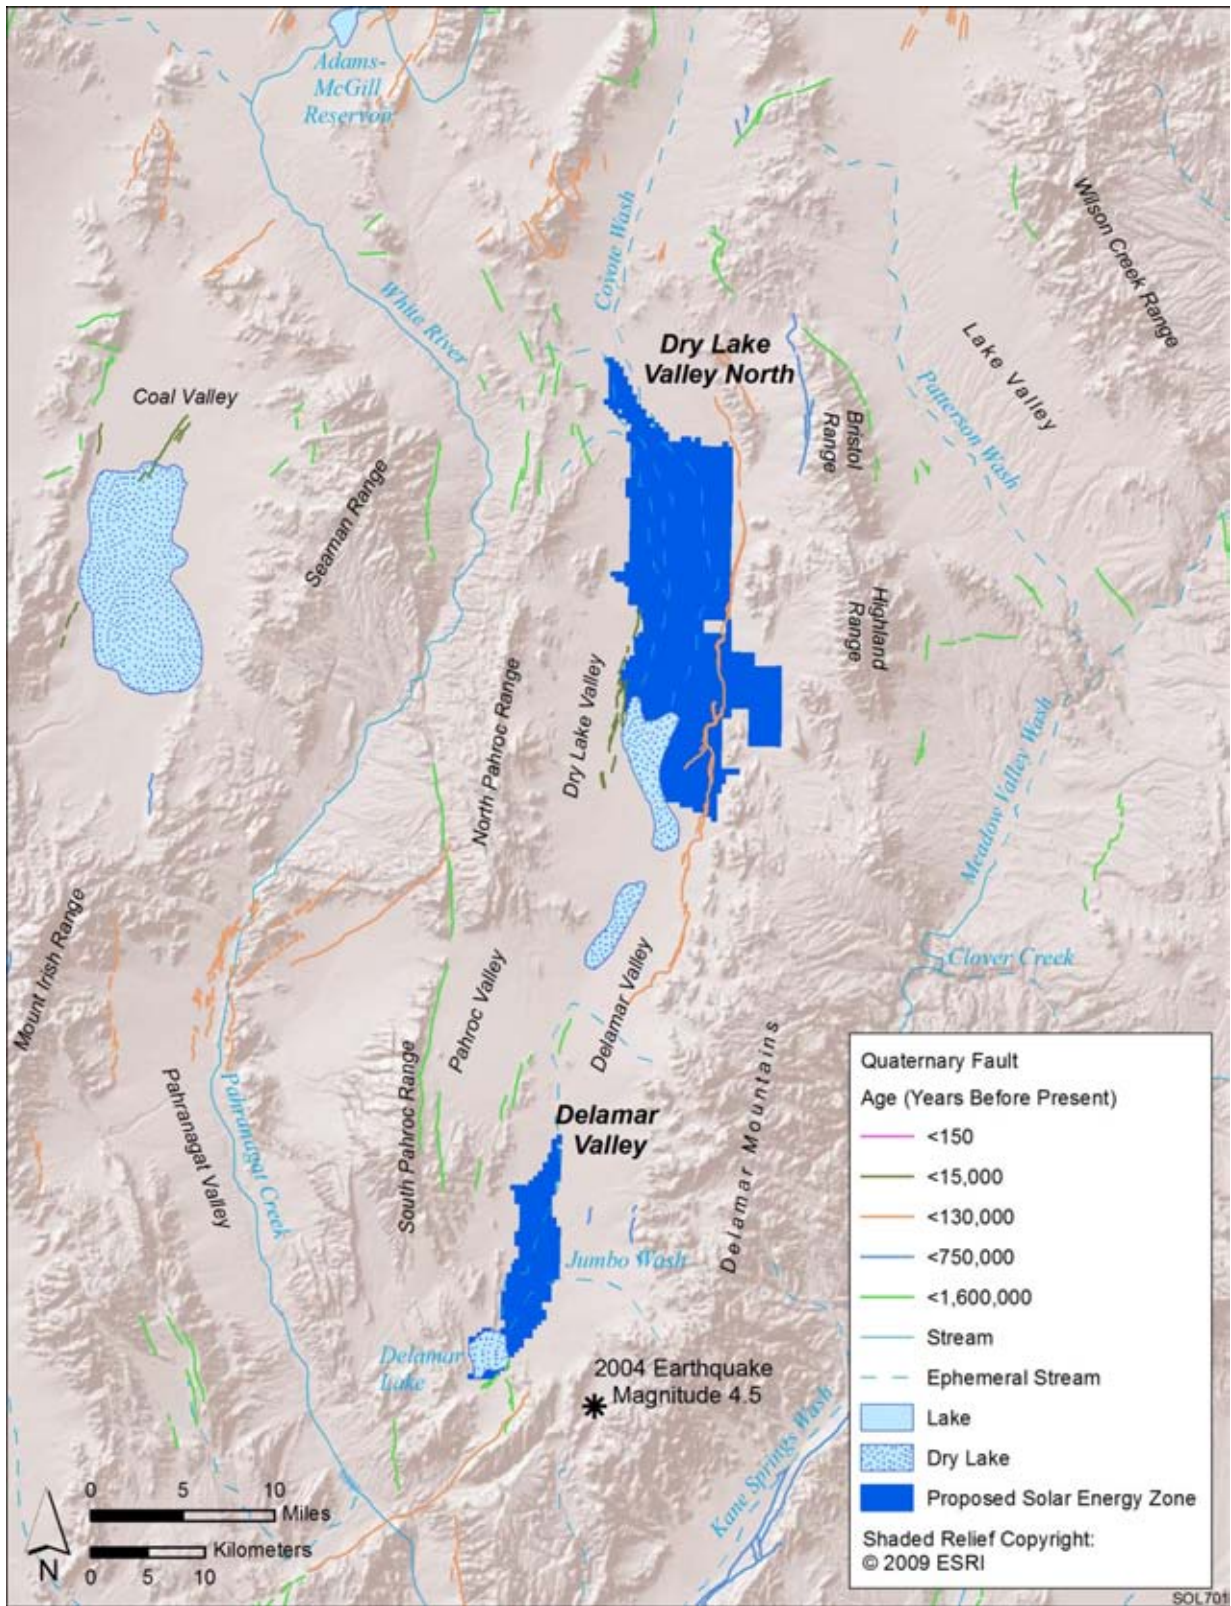 Adams-
McGill
Reservoir
Coyote Wash
Wilson Creek Range
White River
Dry Lake
Valley North
Lake Valley
Coal Valley
Patterson Wash
Bristol
Range
Seaman Range
Highland
Range
Dry Lake Valley
North Pahroc Range
Meadow Valley Wash
Mount Irish Range
Clover Creek
Pahroc Valley
Delamar Valley
Pahranagat Valley
Pahranagat Creek
South Pahroc Range
Delamar
Valley
Delamar Mountains
Jumbo Wash
Delamar
Lake
2004 Earthquake
Magnitude 4.5
Kane Springs Wash
Quaternary Fault
Age (Years Before Present)
<150
<15,000
<130,000
<750,000
<1,600,000
Stream
Ephemeral Stream
Lake
Dry Lake
Proposed Solar Energy Zone
Shaded Relief Copyright:
© 2009 ESRI
0 5 10
Miles
Kilometers
0 5 10
N
SOL701